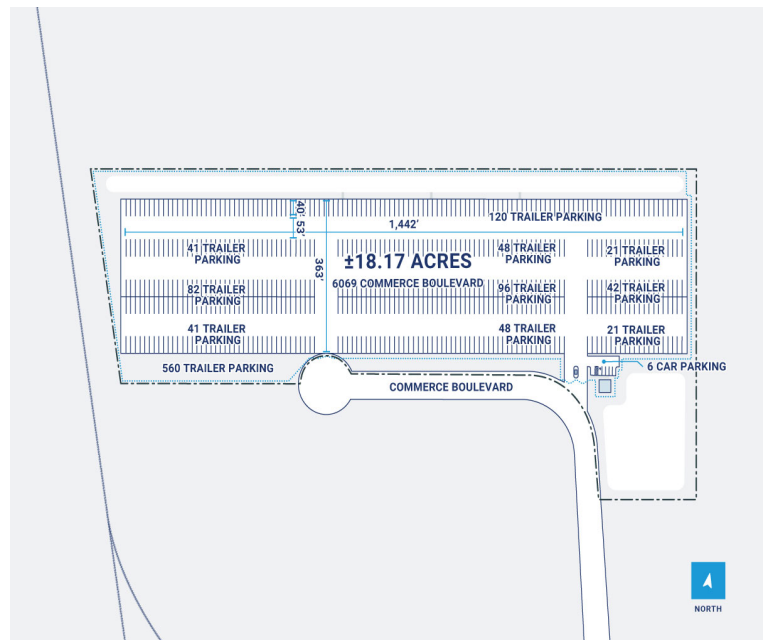 40'
53'
120 TRAILER PARKING
1,442'
41 TRAILER
PARKING
48 TRAILER
PARKING
21 TRAILER
PARKING
363'
±18.17 ACRES
6069 COMMERCE BOULEVARD
82 TRAILER
PARKING
96 TRAILER
PARKING
42 TRAILER
PARKING
41 TRAILER
PARKING
48 TRAILER
PARKING
21 TRAILER
PARKING
560 TRAILER PARKING
6 CAR PARKING
COMMERCE BOULEVARD
NORTH